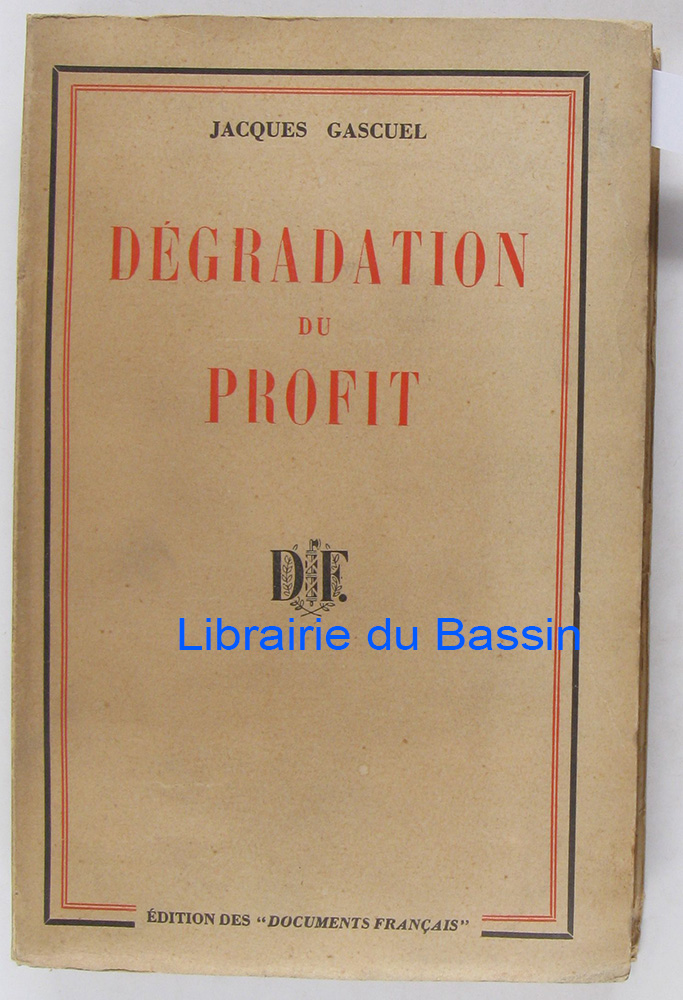 JACQUES GASCUEL
DÉGRADATION
DU
PROFIT
D F.
Librairie du Bassin
ÉDITION DES "DOCUMENTS FRANÇAIS"